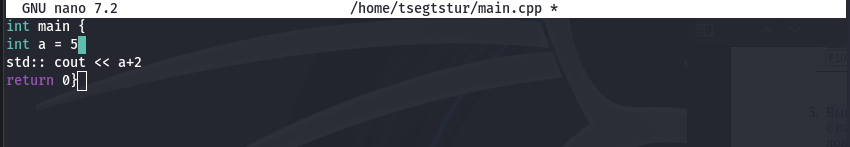 GNU nano 7.2 /home/tsegtstur/main.cpp *
int main {
int a = 5
std:: cout << a+2
return 0}